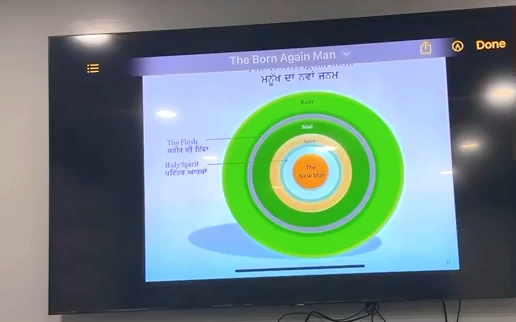 The Born Again Man
Done
ਮਨੁੱਖ ਦਾ ਨਵਾਂ ਜਨਮ
Body
Soul
Spirit
The Flesh
ਸਰੀਰ ਦੀ ਇੱਛਾ
Holy Spirit
ਪਵਿੱਤਰ ਆਤਮਾ
The
New Man